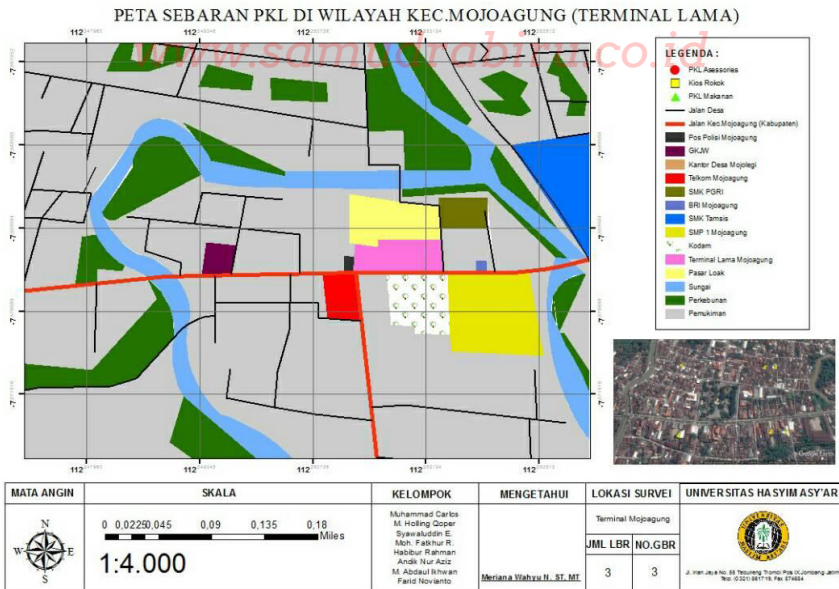 PETA SEBARAN PKL DI WILAYAH KEC.MOJOAGUNG (TERMINAL LAMA)
www.samudrabiru.co.id
LEGENDA :
PKL Asessories
Kios Rokok
PKL Makanan
Jalan Desa
Jalan Kec.Mojoagung (Kabupaten)
Pos Polisi Mojoagung
GKJW
Kantor Desa Mojolegi
Telkom Mojoagung
SMK PGRI
BRI Mojoagung
SMK Tamsis
SMP 1 Mojoagung
Kodam
Terminal Lama Mojoagung
Pasar Loak
Sungai
Perkebunan
Pemukiman
MATA ANGIN
N
W E
S
SKALA
0 0,0225 0,045 0,09 0,135 0,18
Miles
1:4.000
KELOMPOK
Muhammad Carlos
M. Holling Qoper
Syawaluddin E.
Moh. Fatkhur R.
Habibur Rahman
Andik Nur Aziz
M. Abdaul Ikhwan
Farid Novianto
MENGETAHUI
Meriana Wahyu N. ST. MT
LOKASI SURVEI
Terminal Mojoagung
JML LBR NO.GBR
3 3
UNIVERSITAS HASYIM ASY'AR